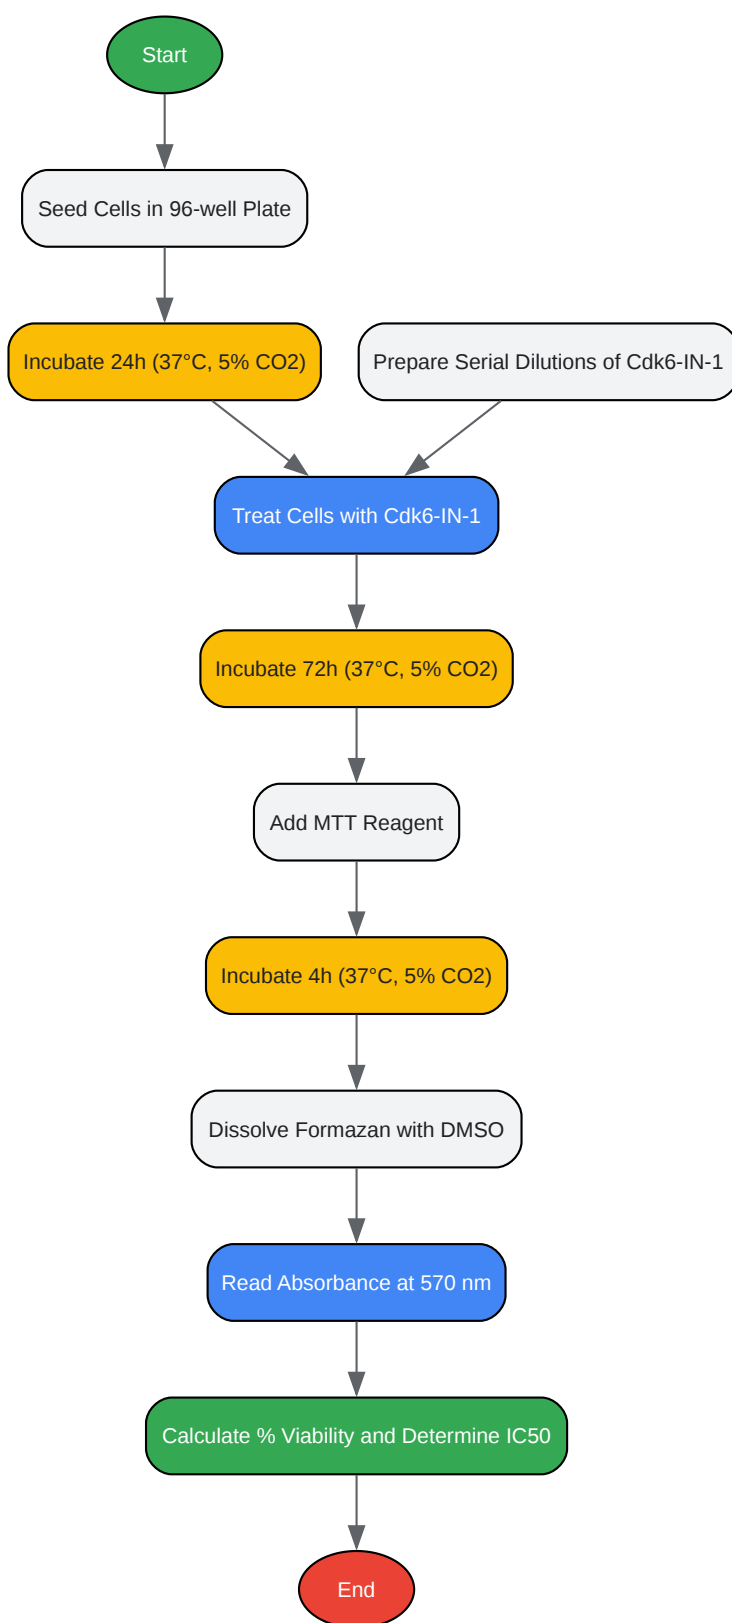 Start
Seed Cells in 96-well Plate
Incubate 24h (37°C, 5% CO2)
Prepare Serial Dilutions of Cdk6-IN-1
Treat Cells with Cdk6-IN-1
Incubate 72h (37°C, 5% CO2)
Add MTT Reagent
Incubate 4h (37°C, 5% CO2)
Dissolve Formazan with DMSO
Read Absorbance at 570 nm
Calculate % Viability and Determine IC50
End